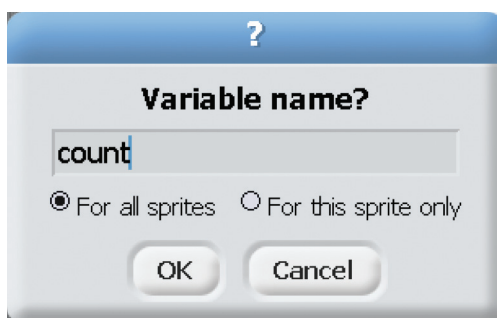 ?
Variable name?
count
For all sprites For this sprite only
OK Cancel